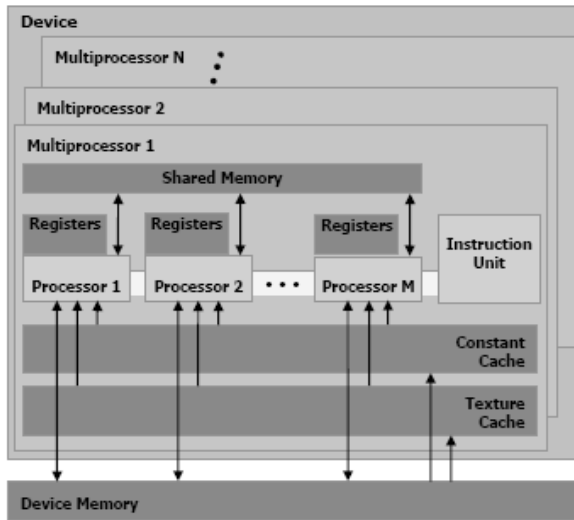 Device
Multiprocessor N
Multiprocessor 2
Multiprocessor 1
Shared Memory
Registers
Registers
Registers
Processor 1
Processor 2
Processor M
Instruction
Unit
Constant
Cache
Texture
Cache
Device Memory